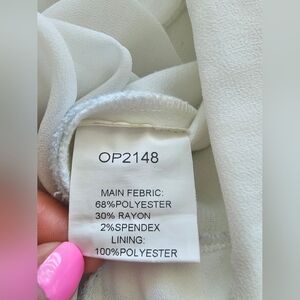 OP2148
MAIN FEBRIC:
68%POLYESTER
30% RAYON
2%SPENDEX
LINING:
100%POLYESTER